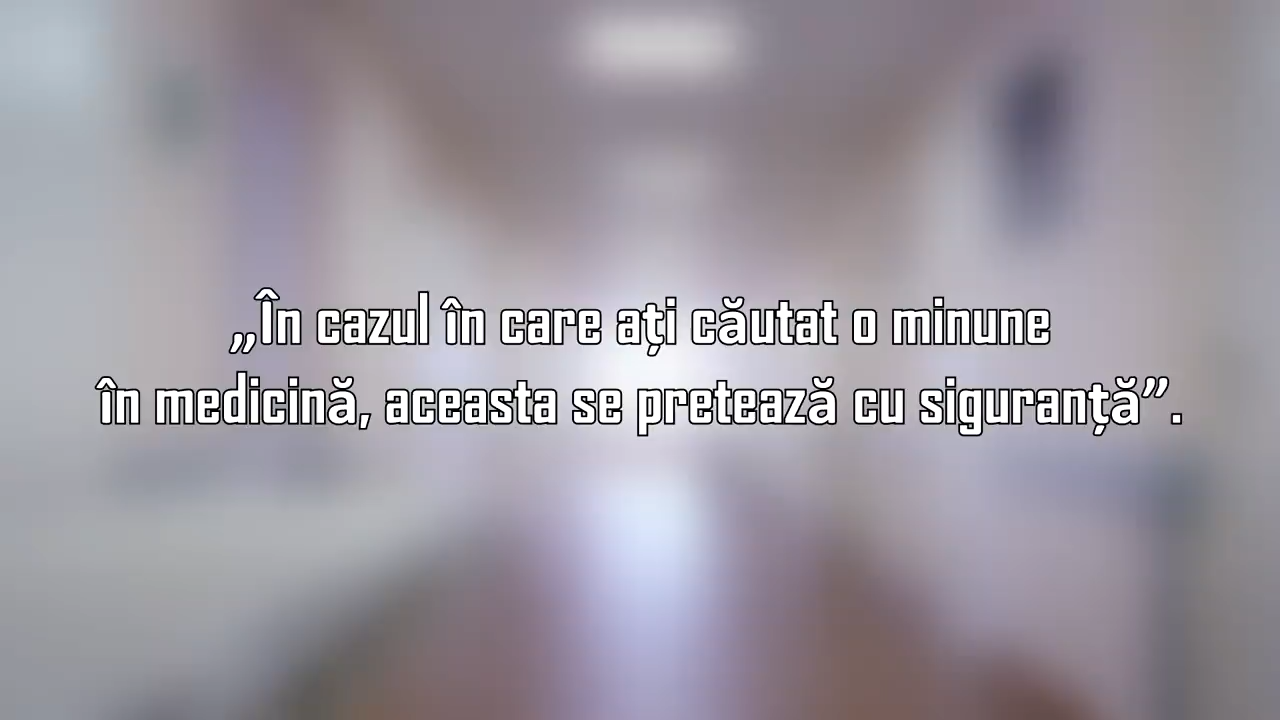 „În cazul în care ați căutat o minune
în medicină, aceasta se pretează cu siguranță”.